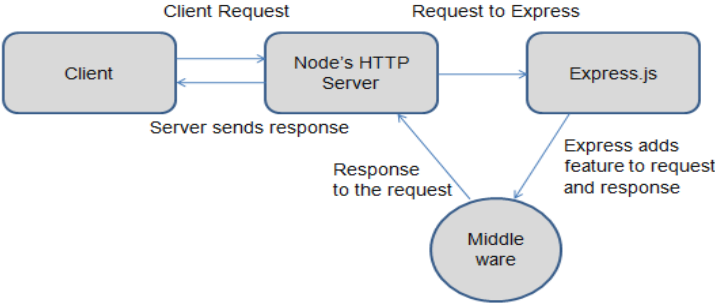 Client Request
Request to Express
Client
Node's HTTP
Server
Express.js
Server sends response
Express adds
feature to request
and response
Response
to the request
Middle
ware